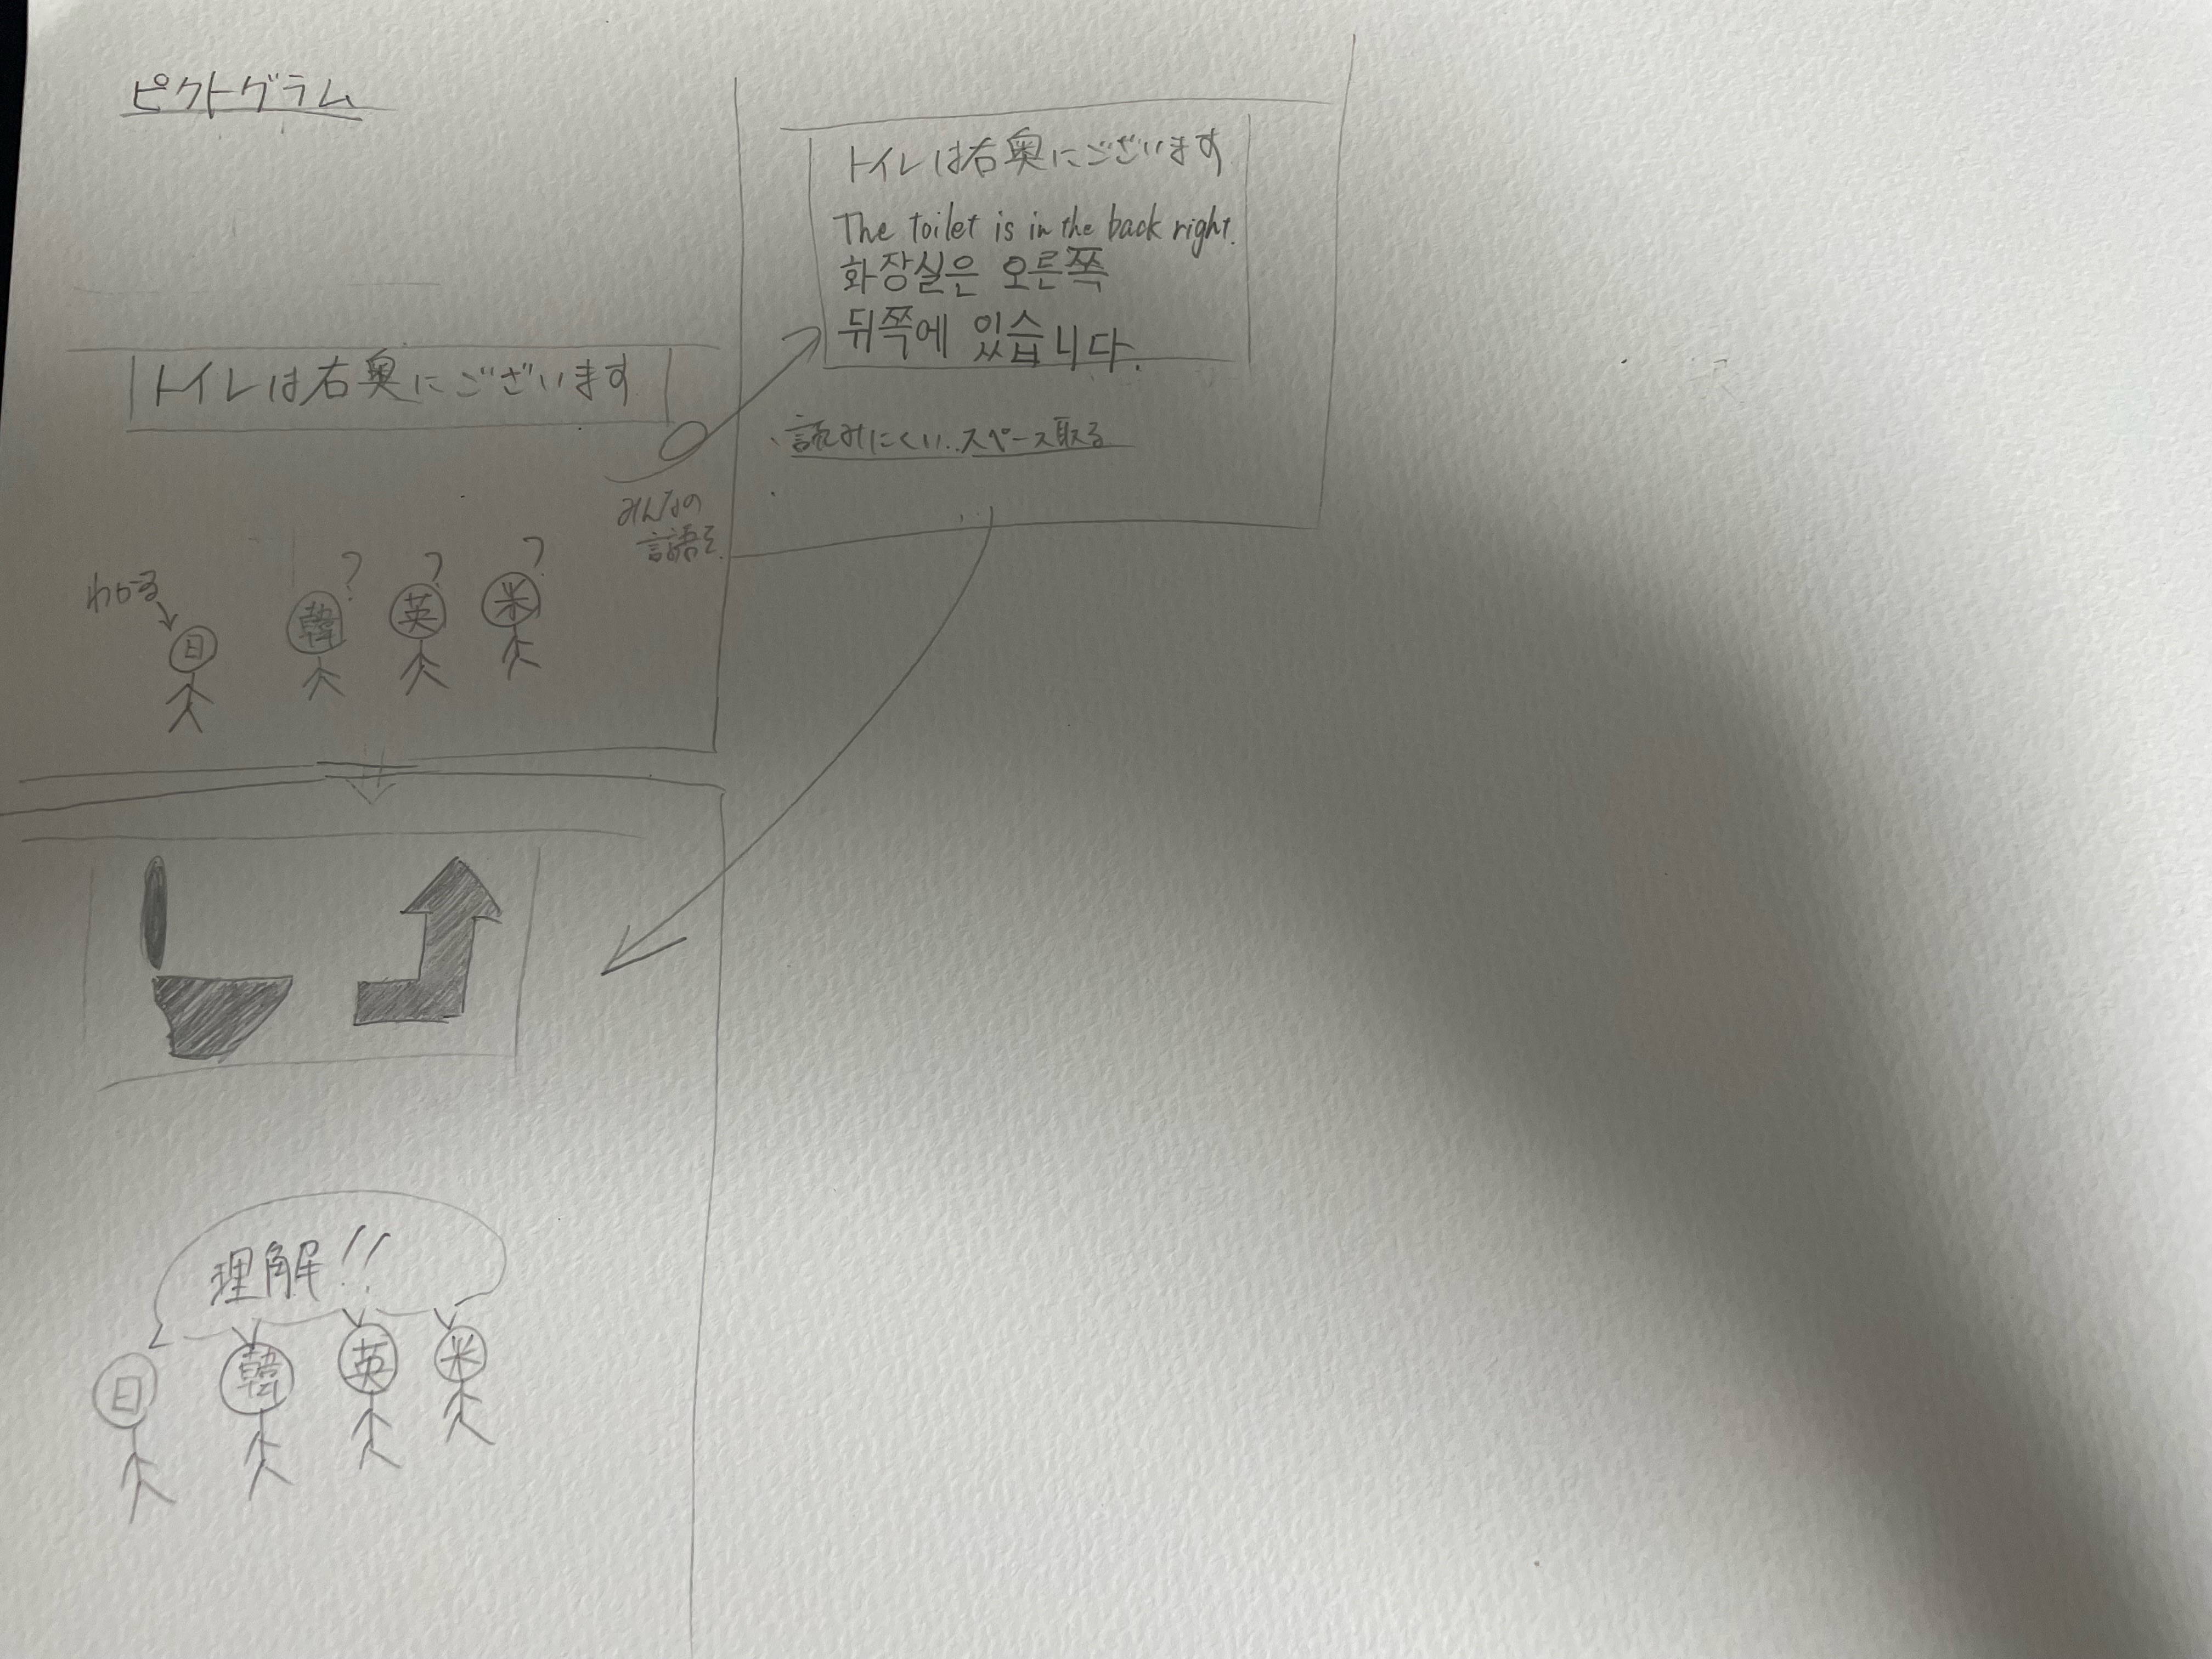 ピクトグラム
トイレは右奥にございます
みんなの
言語で
わかる
日
韓?
英?
米?
トイレは右奥にございます
The toilet is in the back right.
화장실은 오른쪽
뒤쪽에 있습니다.
読みにくい..スペース取る
理解!!
日
韓
英
米